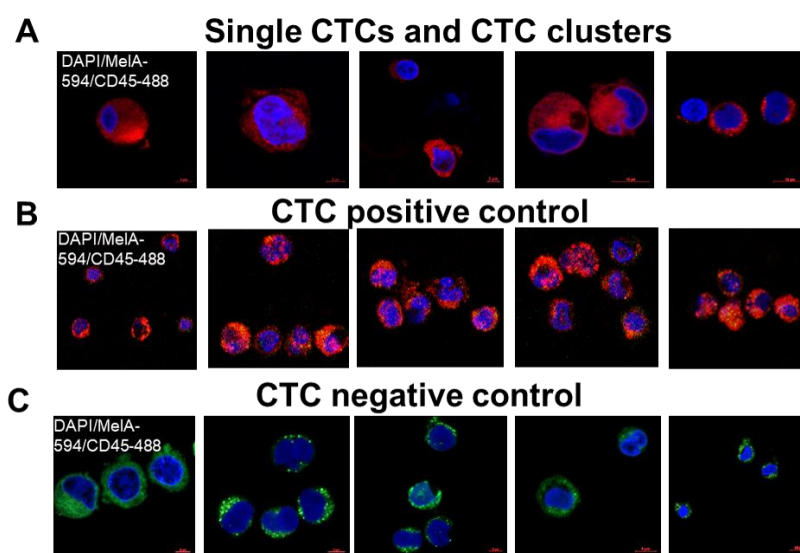 A
Single CTCs and CTC clusters
DAPI/MelA-
594/CD45-488
B
CTC positive control
DAPI/MelA-
594/CD45-488
C
CTC negative control
DAPI/MelA-
594/CD45-488